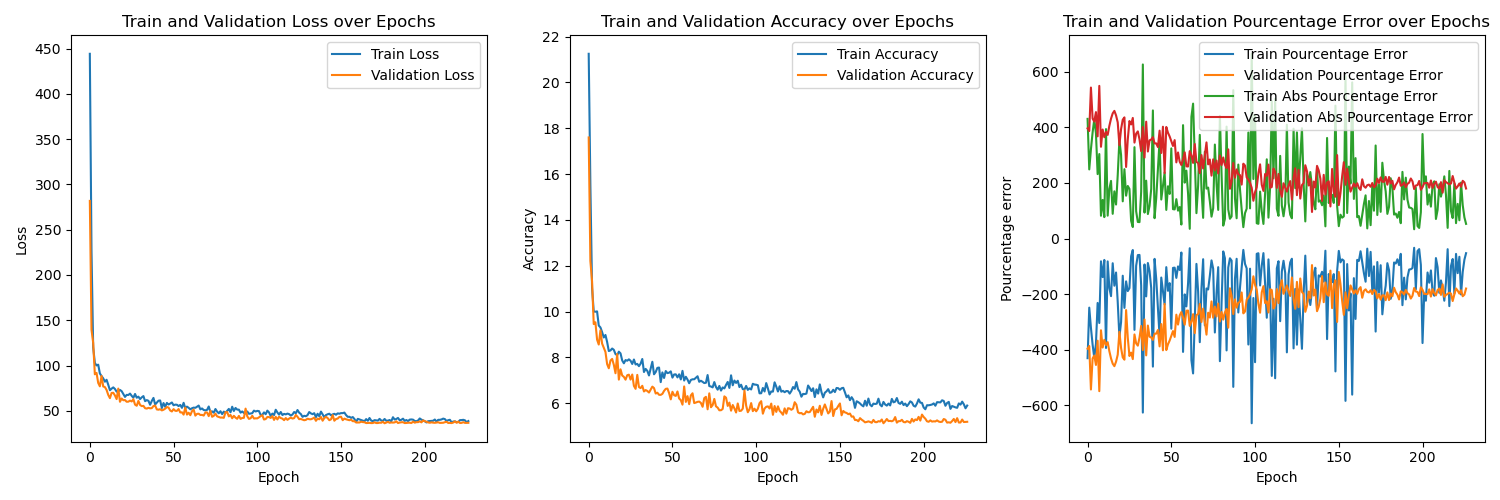 Train and Validation Loss over Epochs
Train Loss
Validation Loss
450
400
350
300
250
200
150
100
50
Loss
0
50
100
150
200
Epoch
Train and Validation Accuracy over Epochs
Train Accuracy
Validation Accuracy
22
20
18
16
14
12
10
8
6
Accuracy
0
50
100
150
200
Epoch
Train and Validation Pourcentage Error over Epochs
Train Pourcentage Error
Validation Pourcentage Error
Train Abs Pourcentage Error
Validation Abs Pourcentage Error
600
400
200
0
−200
−400
−600
Pourcentage error
0
50
100
150
200
Epoch